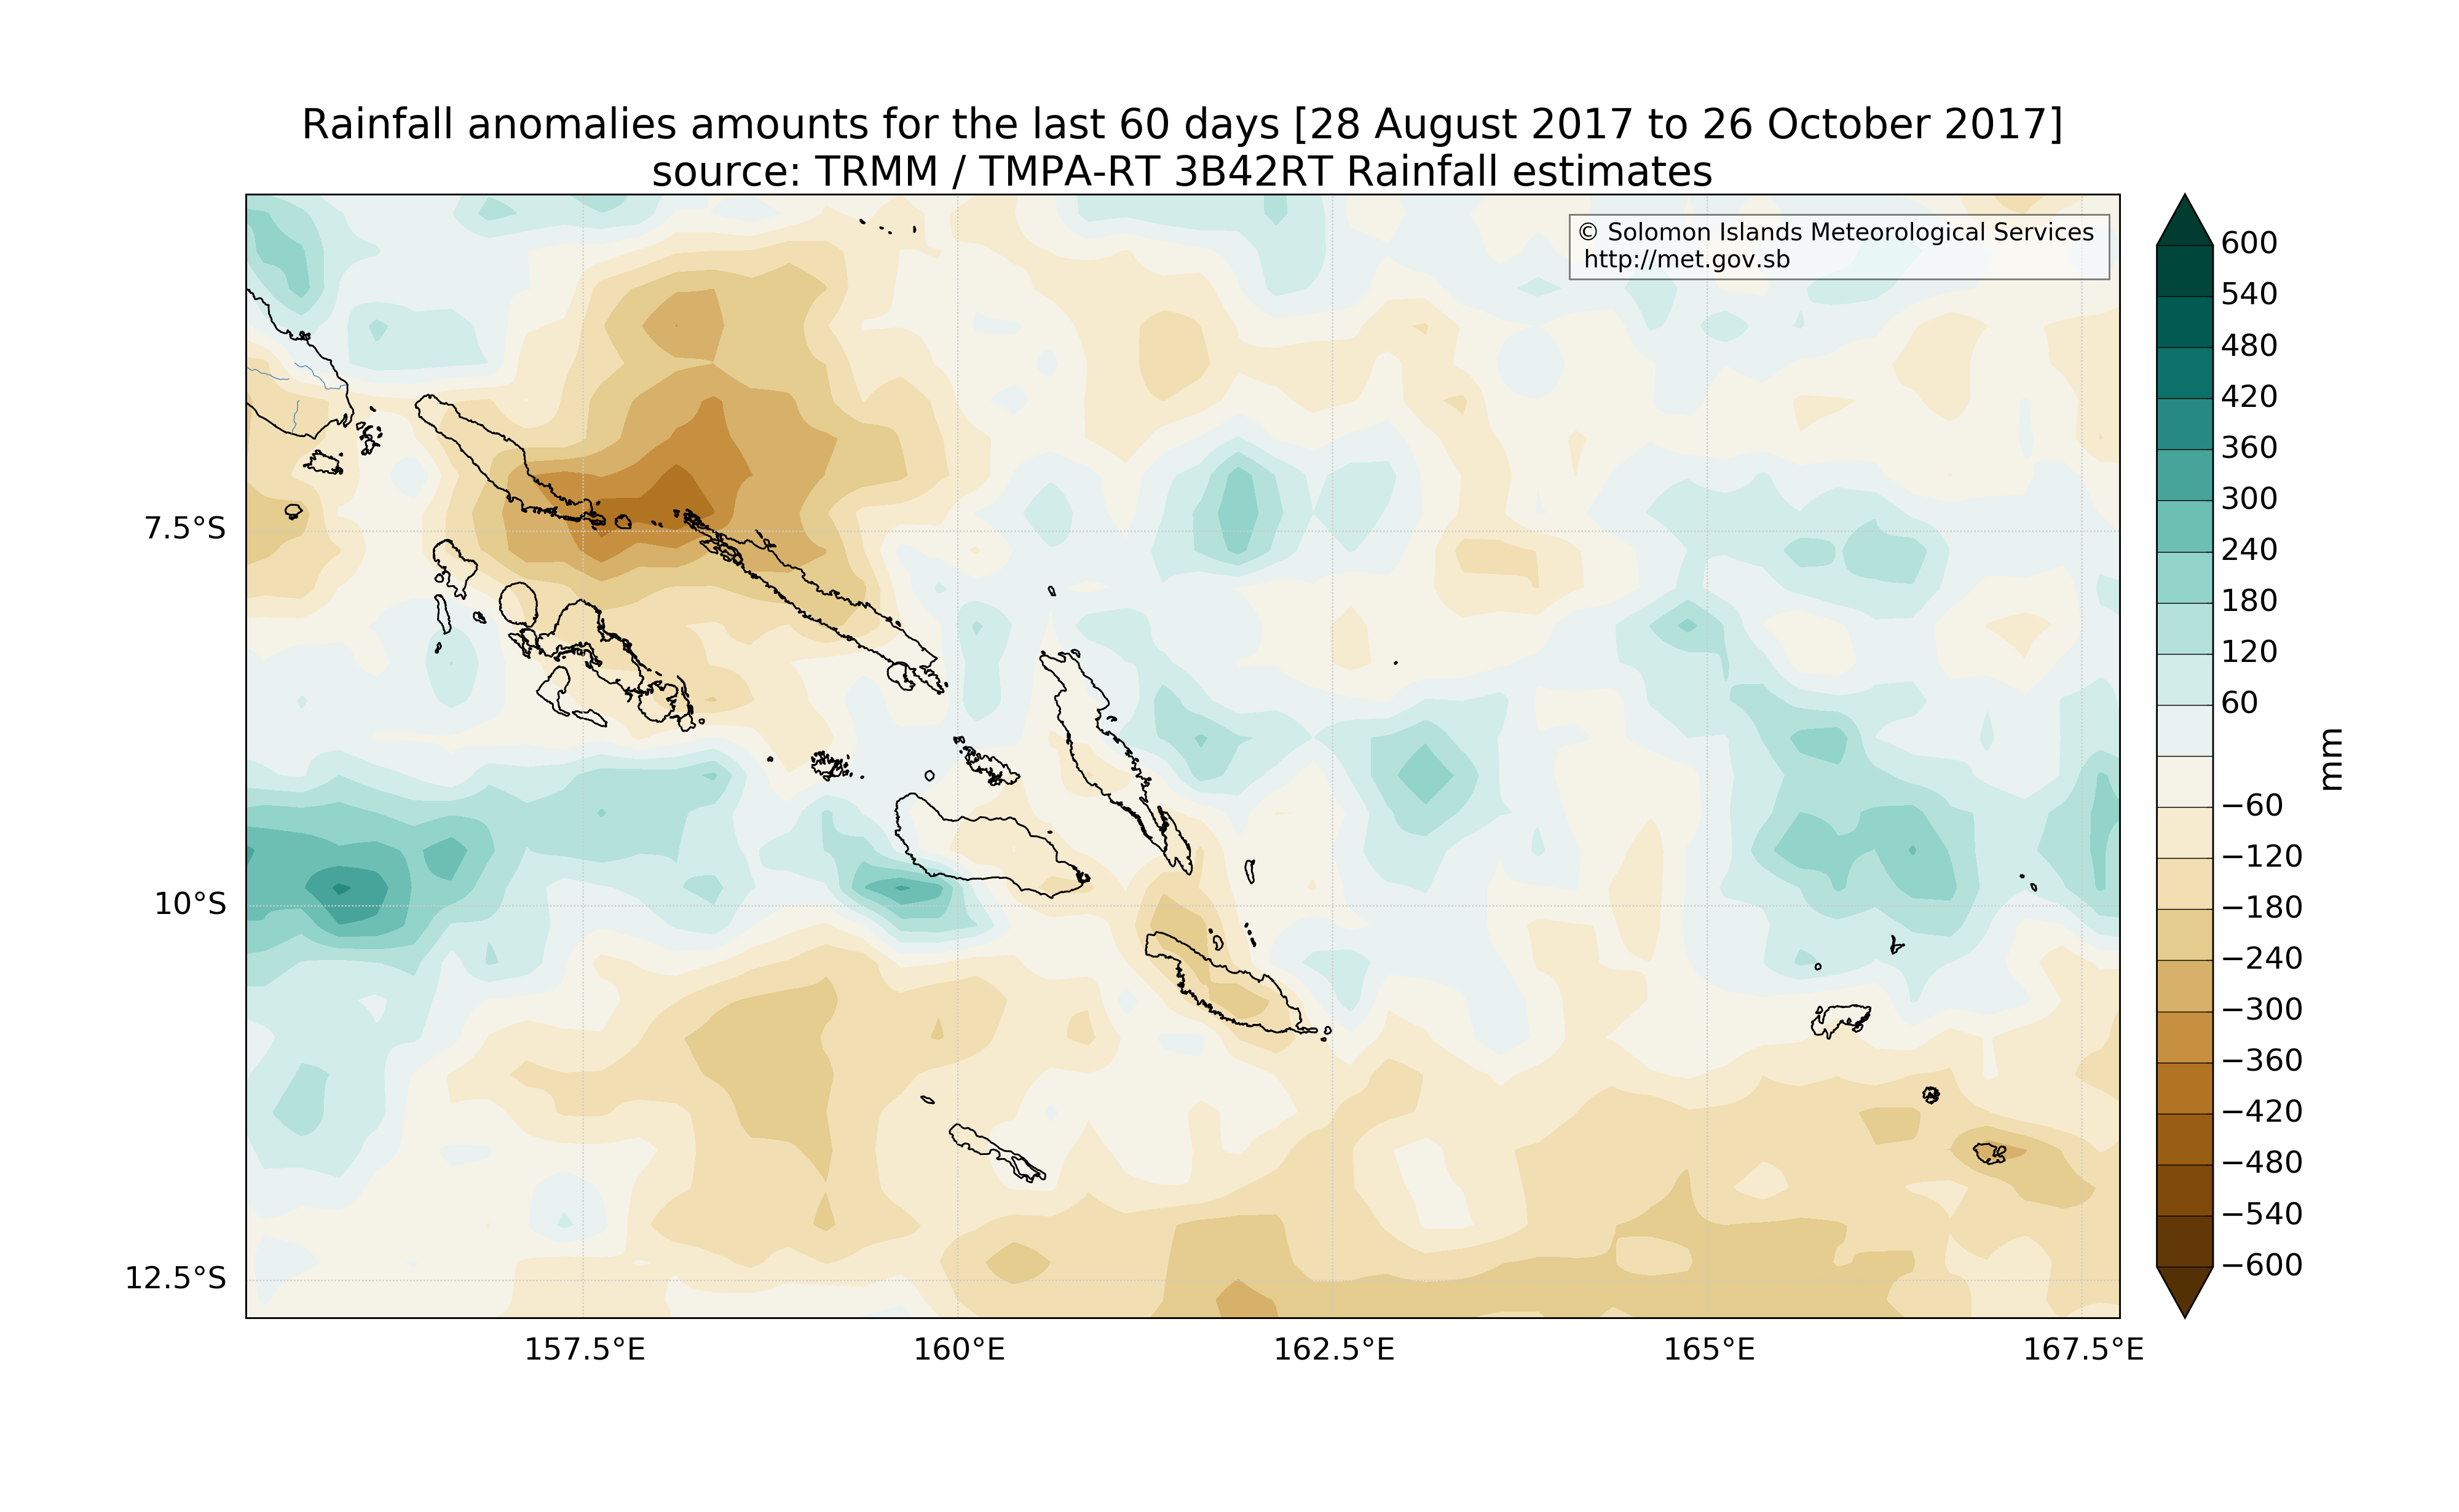 Rainfall anomalies amounts for the last 60 days [28 August 2017 to 26 October 2017]
source: TRMM / TMPA-RT 3B42RT Rainfall estimates
© Solomon Islands Meteorological Services
http://met.gov.sb
7.5°S
10°S
12.5°S
157.5°E
160°E
162.5°E
165°E
167.5°E
600
540
480
420
360
300
240
180
120
60
−60
−120
−180
−240
−300
−360
−420
−480
−540
−600
mm